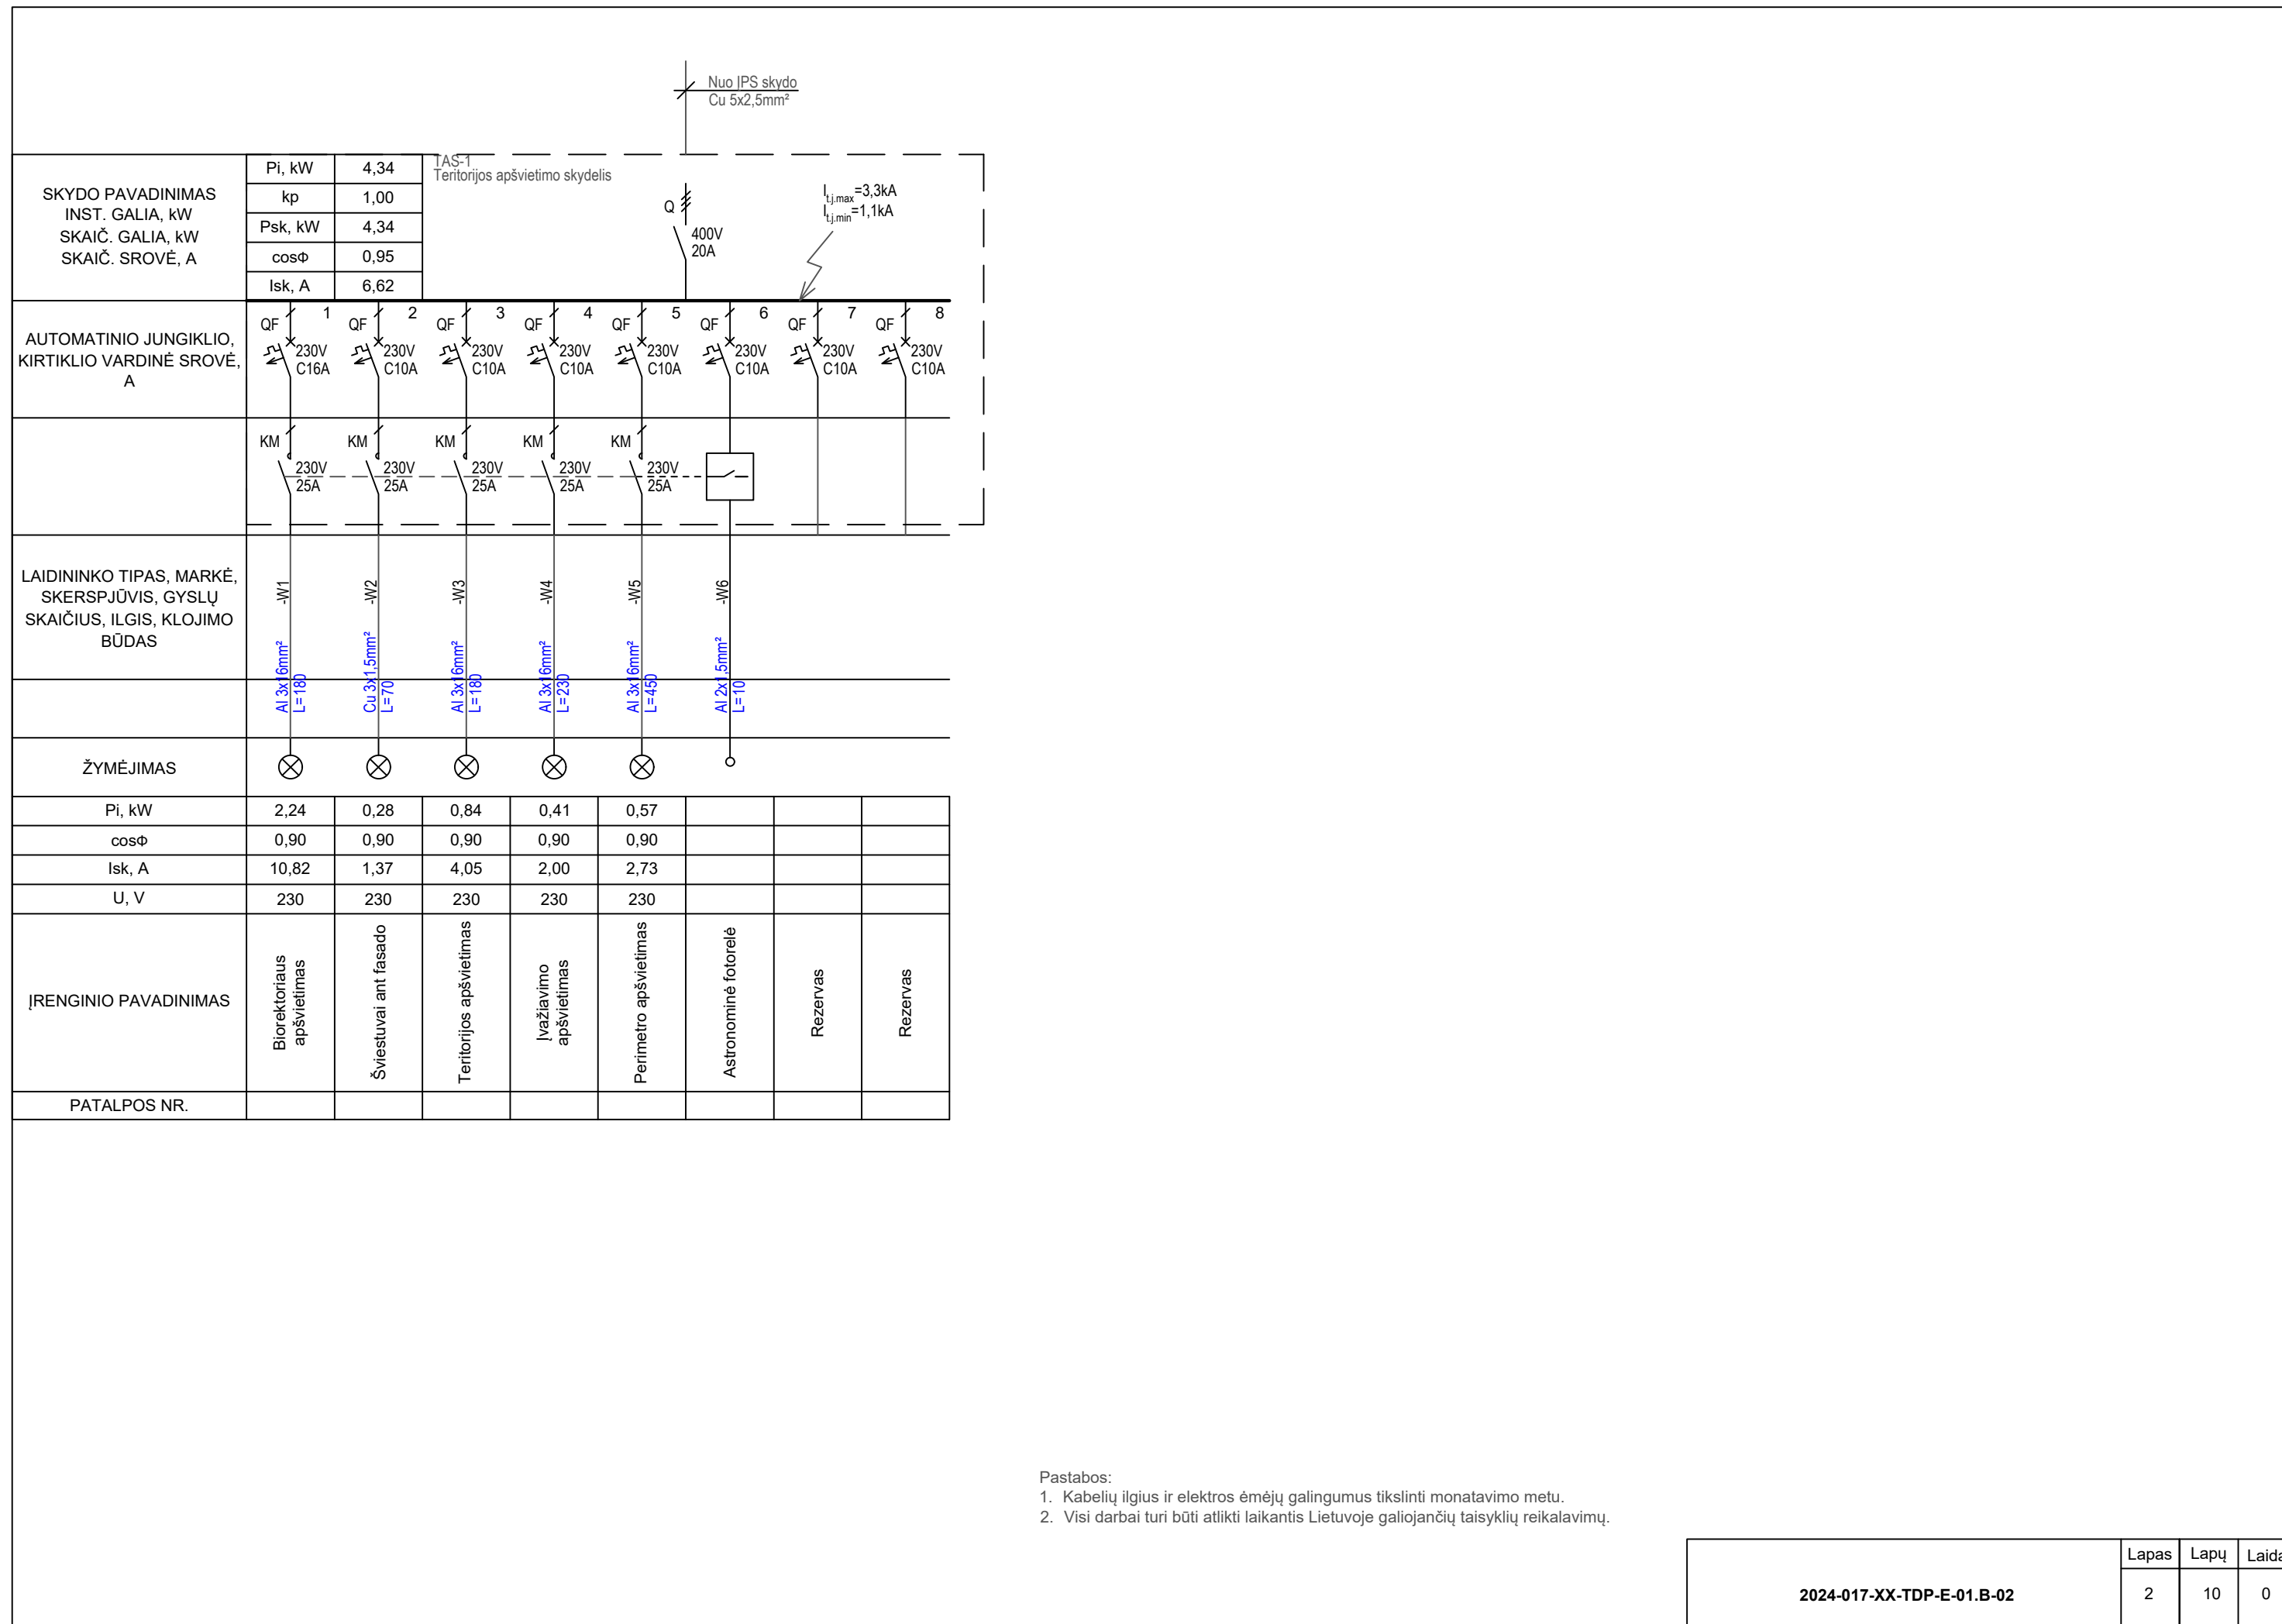 Nuo ĮPS skydo
Cu 5x2,5mm²
SKYDO PAVADINIMAS
INST. GALIA, kW
SKAIČ. GALIA, kW
SKAIČ. SROVĖ, A
Pi, kW 4,34
kp 1,00
Psk, kW 4,34
cosΦ 0,95
Isk, A 6,62
TAS-1
Teritorijos apšvietimo skydelis
Q
400V
20A
It.j.max=3,3kA
It.j.min=1,1kA
AUTOMATINIO JUNGIKLIO,
KIRTIKLIO VARDINĖ SROVĖ,
A
1 2 3 4 5 6 7 8
QF QF QF QF QF QF QF QF
230V 230V 230V 230V 230V 230V 230V 230V
C16A C10A C10A C10A C10A C10A C10A C10A
KM KM KM KM KM
230V 230V 230V 230V 230V
25A 25A 25A 25A 25A
LAIDININKO TIPAS, MARKĖ,
SKERSPJŪVIS, GYSLŲ
SKAIČIUS, ILGIS, KLOJIMO
BŪDAS
-W1
Al 3x16mm²
L=180
-W2
Cu 3x1,5mm²
L=70
-W3
Al 3x16mm²
L=180
-W4
Al 3x16mm²
L=230
-W5
Al 3x16mm²
L=450
-W6
Al 2x1,5mm²
L=10
ŽYMĖJIMAS
Pi, kW 2,24 0,28 0,84 0,41 0,57
cosΦ 0,90 0,90 0,90 0,90 0,90
Isk, A 10,82 1,37 4,05 2,00 2,73
U, V 230 230 230 230 230
ĮRENGINIO PAVADINIMAS
Biorektoriaus
apšvietimas
Šviestuvai ant fasado
Teritorijos apšvietimas
Įvažiavimo
apšvietimas
Perimetro apšvietimas
Astronominė fotorelė
Rezervas
Rezervas
PATALPOS NR.
Pastabos:
1. Kabelių ilgius ir elektros ėmėjų galingumus tikslinti monatavimo metu.
2. Visi darbai turi būti atlikti laikantis Lietuvoje galiojančių taisyklių reikalavimų.
Lapas Lapų Laida
2024-017-XX-TDP-E-01.B-02 2 10 0